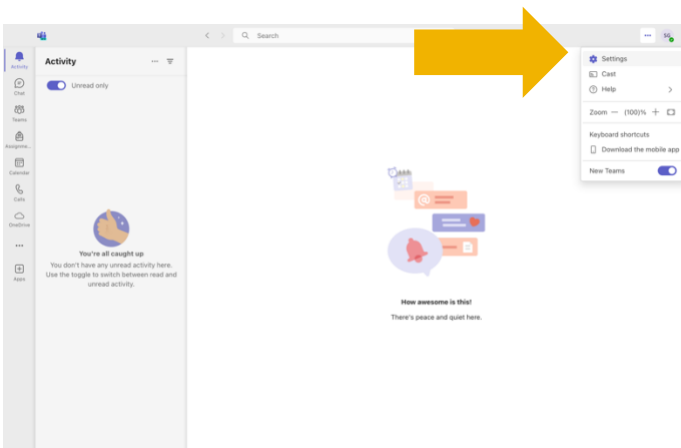 Search
SG
Activity
Chat
Teams
Assignme...
Calendar
Calls
OneDrive
Apps
Activity
Unread only
You're all caught up
You don't have any unread activity here.
Use the toggle to switch between read and
unread activity.
How awesome is this!
There's peace and quiet here.
Settings
Cast
Help
Zoom — (100)% +
Keyboard shortcuts
Download the mobile app
New Teams